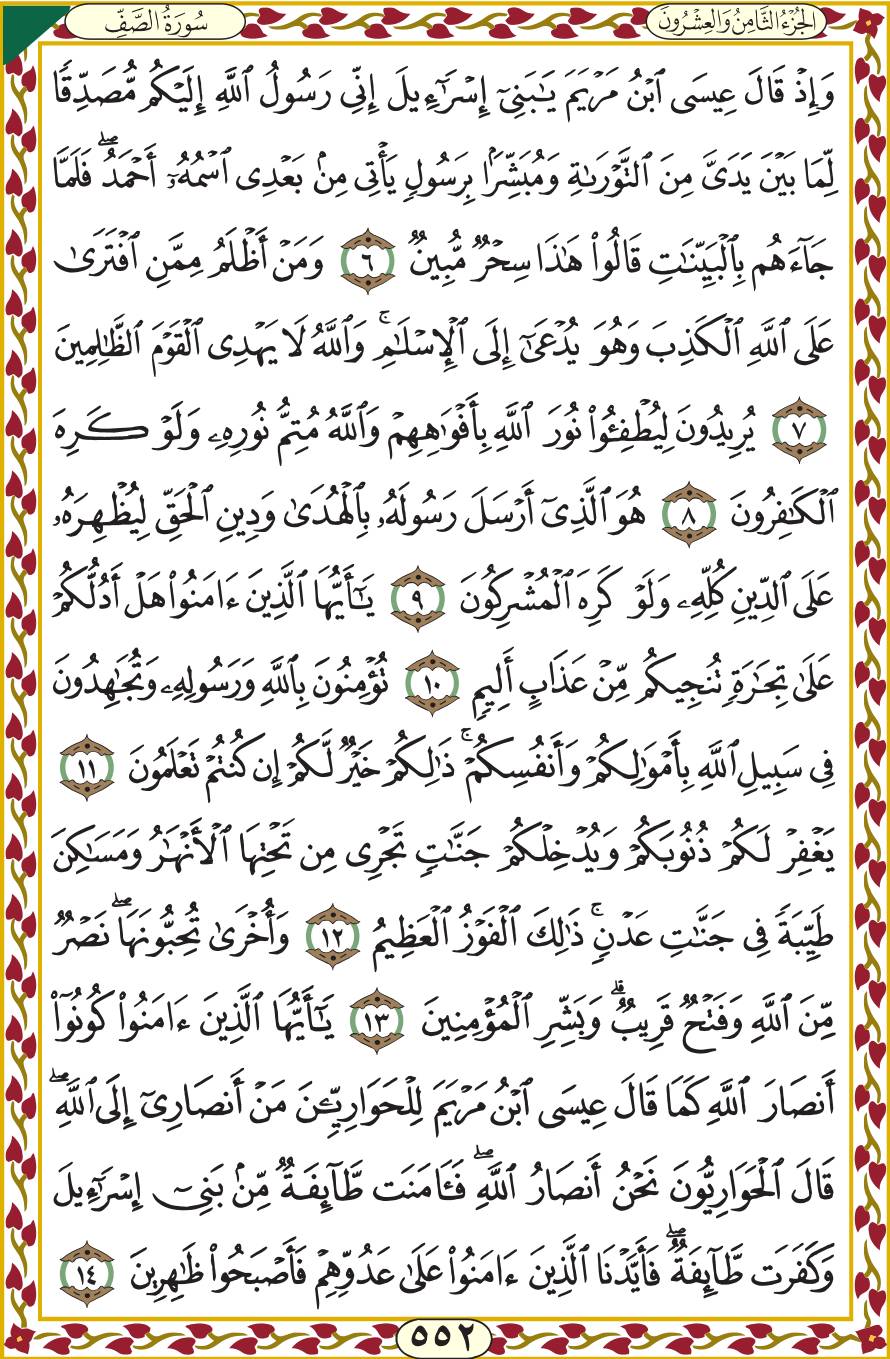 الجُزْءُ الثَّامِنُ وَالعِشْرُونَ
سُورَةُ الصَّفِّ
وَإِذْ قَالَ عِيسَى ٱبْنُ مَرْيَمَ يَـٰبَنِىٓ إِسْرَٰٓءِيلَ إِنِّى رَسُولُ ٱللَّهِ إِلَيْكُم مُّصَدِّقًا
لِّمَا بَيْنَ يَدَىَّ مِنَ ٱلتَّوْرَىٰةِ وَمُبَشِّرًۢا بِرَسُولٍ يَأْتِى مِنۢ بَعْدِى ٱسْمُهُۥٓ أَحْمَدُ ۖ فَلَمَّا
جَآءَهُم بِٱلْبَيِّنَـٰتِ قَالُوا۟ هَـٰذَا سِحْرٌ مُّبِينٌ ٦ وَمَنْ أَظْلَمُ مِمَّنِ ٱفْتَرَىٰ
عَلَى ٱللَّهِ ٱلْكَذِبَ وَهُوَ يُدْعَىٰٓ إِلَى ٱلْإِسْلَـٰمِ ۚ وَٱللَّهُ لَا يَهْدِى ٱلْقَوْمَ ٱلظَّـٰلِمِينَ
٧ يُرِيدُونَ لِيُطْفِـُٔوا۟ نُورَ ٱللَّهِ بِأَفْوَٰهِهِمْ وَٱللَّهُ مُتِمُّ نُورِهِۦ وَلَوْ كَرِهَ
ٱلْكَـٰفِرُونَ ٨ هُوَ ٱلَّذِىٓ أَرْسَلَ رَسُولَهُۥ بِٱلْهُدَىٰ وَدِينِ ٱلْحَقِّ لِيُظْهِرَهُۥ
عَلَى ٱلدِّينِ كُلِّهِۦ وَلَوْ كَرِهَ ٱلْمُشْرِكُونَ ٩ يَـٰٓأَيُّهَا ٱلَّذِينَ ءَامَنُوا۟ هَلْ أَدُلُّكُمْ
عَلَىٰ تِجَـٰرَةٍ تُنجِيكُم مِّنْ عَذَابٍ أَلِيمٍ ١٠ تُؤْمِنُونَ بِٱللَّهِ وَرَسُولِهِۦ وَتُجَـٰهِدُونَ
فِى سَبِيلِ ٱللَّهِ بِأَمْوَٰلِكُمْ وَأَنفُسِكُمْ ۚ ذَٰلِكُمْ خَيْرٌ لَّكُمْ إِن كُنتُمْ تَعْلَمُونَ ١١
يَغْفِرْ لَكُمْ ذُنُوبَكُمْ وَيُدْخِلْكُمْ جَنَّـٰتٍ تَجْرِى مِن تَحْتِهَا ٱلْأَنْهَـٰرُ وَمَسَـٰكِنَ
طَيِّبَةً فِى جَنَّـٰتِ عَدْنٍ ۚ ذَٰلِكَ ٱلْفَوْزُ ٱلْعَظِيمُ ١٢ وَأُخْرَىٰ تُحِبُّونَهَا ۖ نَصْرٌ
مِّنَ ٱللَّهِ وَفَتْحٌ قَرِيبٌ ۗ وَبَشِّرِ ٱلْمُؤْمِنِينَ ١٣ يَـٰٓأَيُّهَا ٱلَّذِينَ ءَامَنُوا۟ كُونُوٓا۟
أَنصَارَ ٱللَّهِ كَمَا قَالَ عِيسَى ٱبْنُ مَرْيَمَ لِلْحَوَارِيِّـۧنَ مَنْ أَنصَارِىٓ إِلَى ٱللَّهِ ۖ
قَالَ ٱلْحَوَارِيُّونَ نَحْنُ أَنصَارُ ٱللَّهِ ۖ فَـَٔامَنَت طَّآئِفَةٌ مِّنۢ بَنِىٓ إِسْرَٰٓءِيلَ
وَكَفَرَت طَّآئِفَةٌ ۖ فَأَيَّدْنَا ٱلَّذِينَ ءَامَنُوا۟ عَلَىٰ عَدُوِّهِمْ فَأَصْبَحُوا۟ ظَـٰهِرِينَ ١٤
٥٥٢